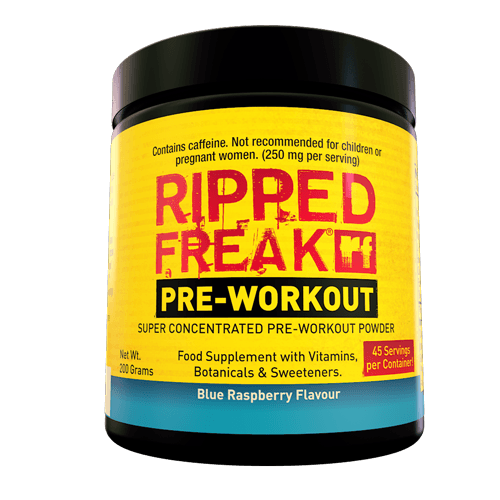 Contains caffeine. Not recommended for children or
pregnant women. (250 mg per serving)
RIPPED
FREAK® rf
PRE-WORKOUT
SUPER CONCENTRATED PRE-WORKOUT POWDER
Net Wt.
200 Grams
Food Supplement with Vitamins,
Botanicals & Sweeteners.
45 Servings
per Container!
Blue Raspberry Flavour